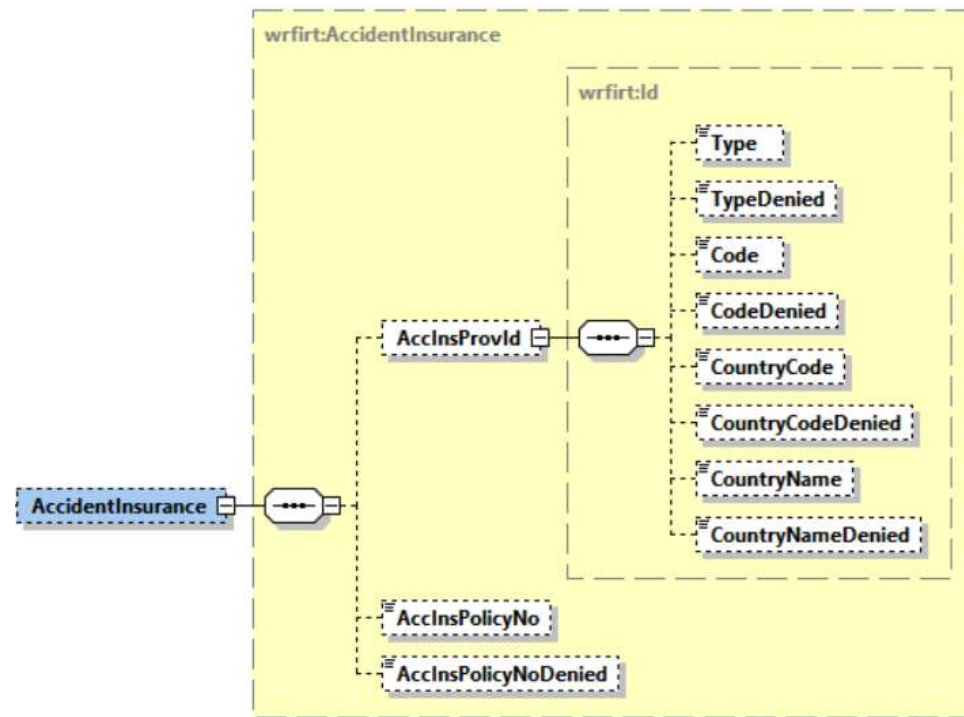 wrfirt:AccidentInsurance
wrfirt:Id
Type
TypeDenied
Code
CodeDenied
AccInsProvId
CountryCode
CountryCodeDenied
CountryName
AccidentInsurance
CountryNameDenied
AccInsPolicyNo
AccInsPolicyNoDenied